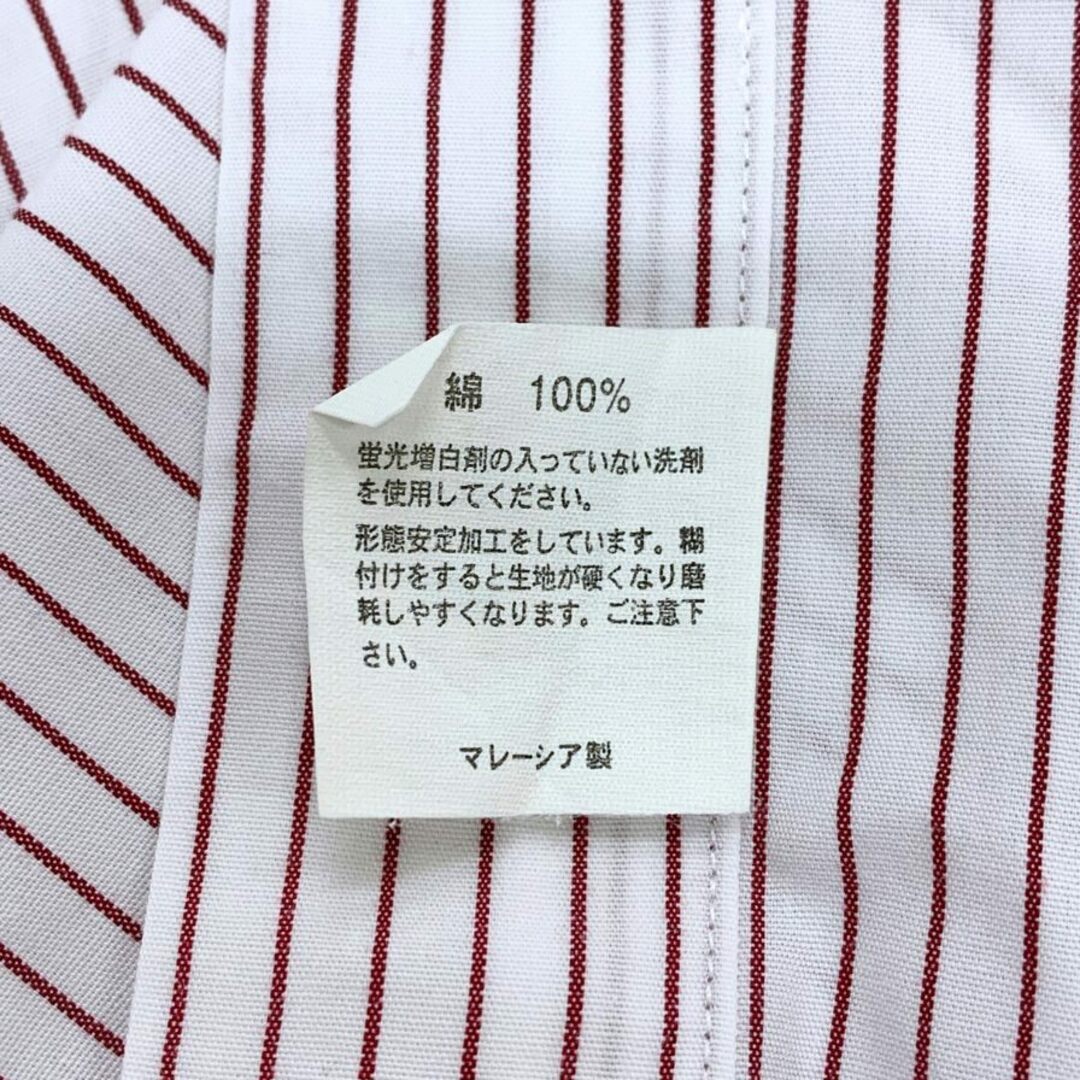 綿　100%
蛍光増白剤の入っていない洗剤
を使用してください。
形態安定加工をしています。糊
付けをすると生地が硬くなり磨
耗しやすくなります。ご注意下
さい。
マレーシア製